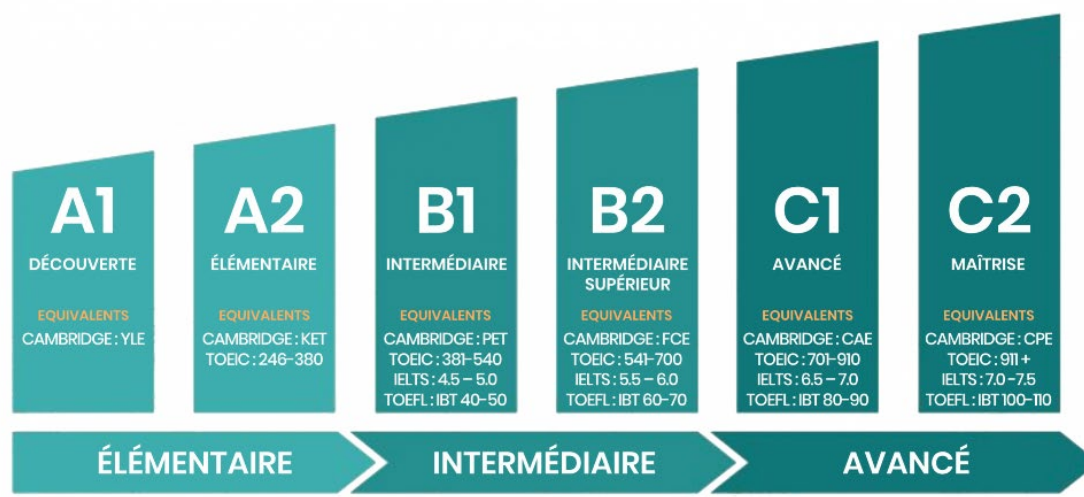 A1
DÉCOUVERTE
EQUIVALENTS
CAMBRIDGE : YLE
A2
ÉLÉMENTAIRE
EQUIVALENTS
CAMBRIDGE : KET
TOEIC : 246-380
B1
INTERMÉDIAIRE
EQUIVALENTS
CAMBRIDGE : PET
TOEIC : 381-540
IELTS : 4.5 – 5.0
TOEFL : IBT 40-50
B2
INTERMÉDIAIRE
SUPÉRIEUR
EQUIVALENTS
CAMBRIDGE : FCE
TOEIC : 541-700
IELTS : 5.5 – 6.0
TOEFL : IBT 60-70
C1
AVANCÉ
EQUIVALENTS
CAMBRIDGE : CAE
TOEIC : 701-910
IELTS : 6.5 – 7.0
TOEFL : IBT 80-90
C2
MAÎTRISE
EQUIVALENTS
CAMBRIDGE : CPE
TOEIC : 911 +
IELTS : 7.0 -7.5
TOEFL : IBT 100-110
ÉLÉMENTAIRE
INTERMÉDIAIRE
AVANCÉ